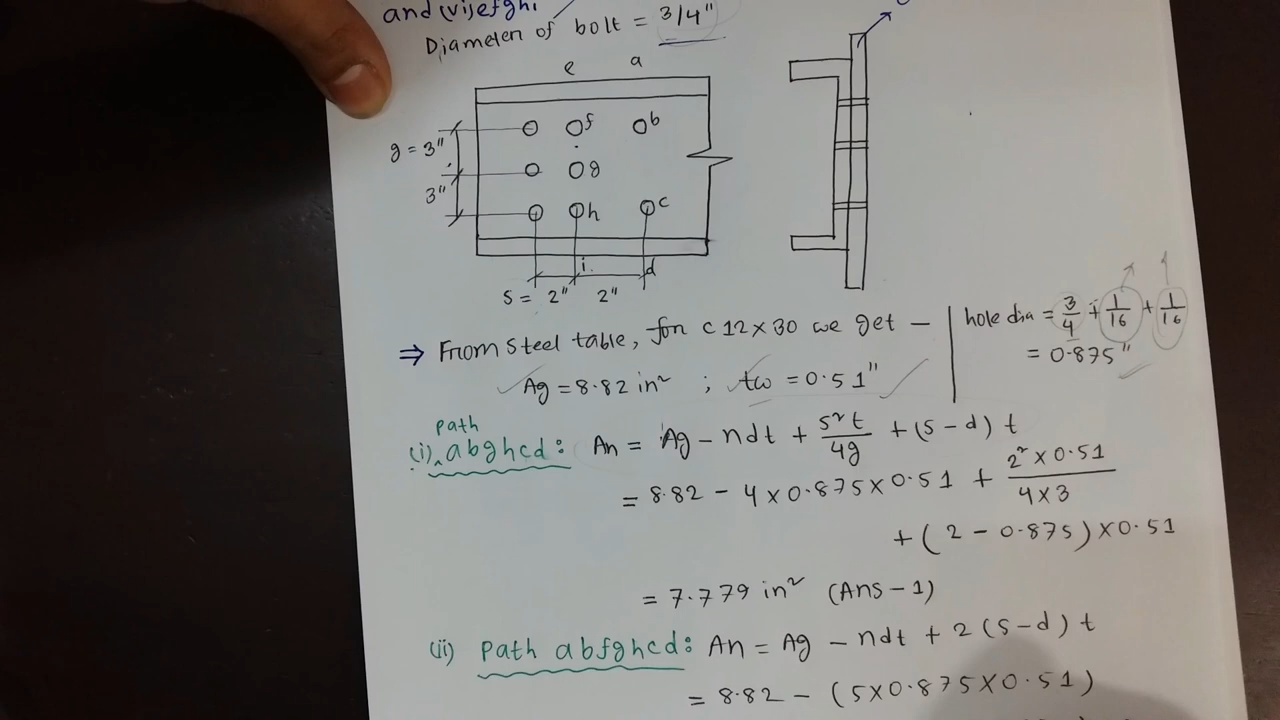 and (vi) efghi
Diameter of bolt = 3/4"
e a
f b
g = 3"
g
3"
h c
i d
S = 2" 2"
⇒ From steel table, for C 12 × 30 we get —
Ag = 8.82 in² ; tw = 0.51"
hole dia = 3/4 + 1/16 + 1/16
= 0.875"
path
(i) abghcd: An = Ag - ndt + s²t/4g + (s - d) t
= 8.82 - 4 × 0.875 × 0.51 + 2² × 0.51 / 4 × 3
+ (2 - 0.875) × 0.51
= 7.779 in² (Ans - 1)
(ii) Path abfghcd: An = Ag - ndt + 2 (s - d) t
= 8.82 - (5 × 0.875 × 0.51)